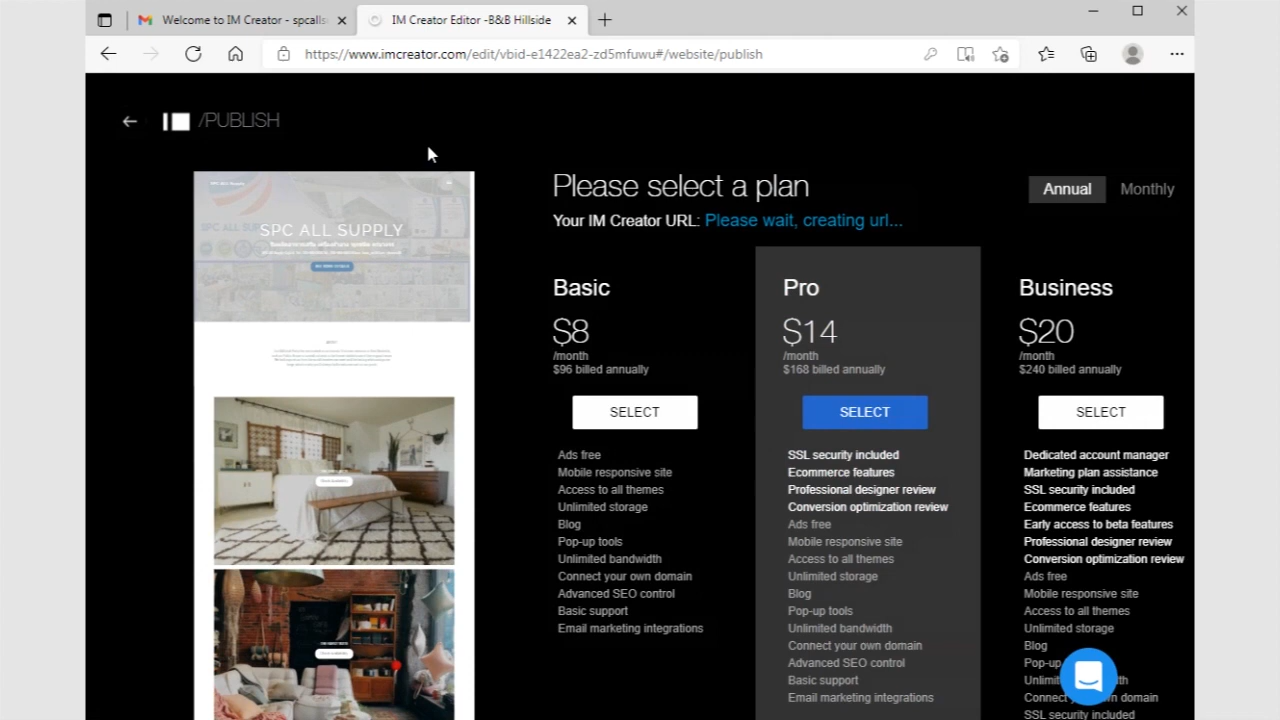 Welcome to IM Creator - spcalls
IM Creator Editor -B&B Hillside
https://www.imcreator.com/edit/vbid-e1422ea2-zd5mfuwu#/website/publish
/PUBLISH
SPC ALL SUPPLY
Please select a plan
Annual
Monthly
Your IM Creator URL: Please wait, creating url...
Basic
$8
/month
$96 billed annually
SELECT
Ads free
Mobile responsive site
Access to all themes
Unlimited storage
Blog
Pop-up tools
Unlimited bandwidth
Connect your own domain
Advanced SEO control
Basic support
Email marketing integrations
Pro
$14
/month
$168 billed annually
SELECT
SSL security included
Ecommerce features
Professional designer review
Conversion optimization review
Ads free
Mobile responsive site
Access to all themes
Unlimited storage
Blog
Pop-up tools
Unlimited bandwidth
Connect your own domain
Advanced SEO control
Basic support
Email marketing integrations
Business
$20
/month
$240 billed annually
SELECT
Dedicated account manager
Marketing plan assistance
SSL security included
Ecommerce features
Early access to beta features
Professional designer review
Conversion optimization review
Ads free
Mobile responsive site
Access to all themes
Unlimited storage
Blog
Pop-up
domain
SSL security included